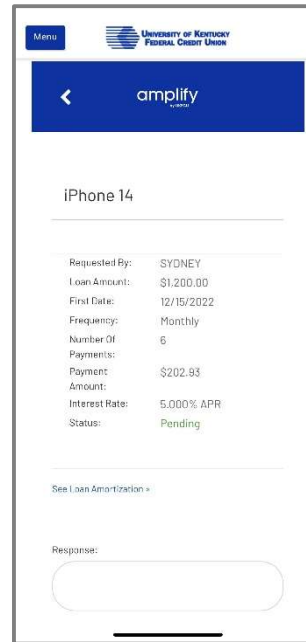 Menu
UNIVERSITY OF KENTUCKY
FEDERAL CREDIT UNION
amplify
iPhone 14
Requested By: SYDNEY
Loan Amount: $1,200.00
First Date: 12/15/2022
Frequency: Monthly
Number Of 6
Payments:
Payment $202.93
Amount:
Interest Rate: 5.000% APR
Status: Pending
See Loan Amortization »
Response: